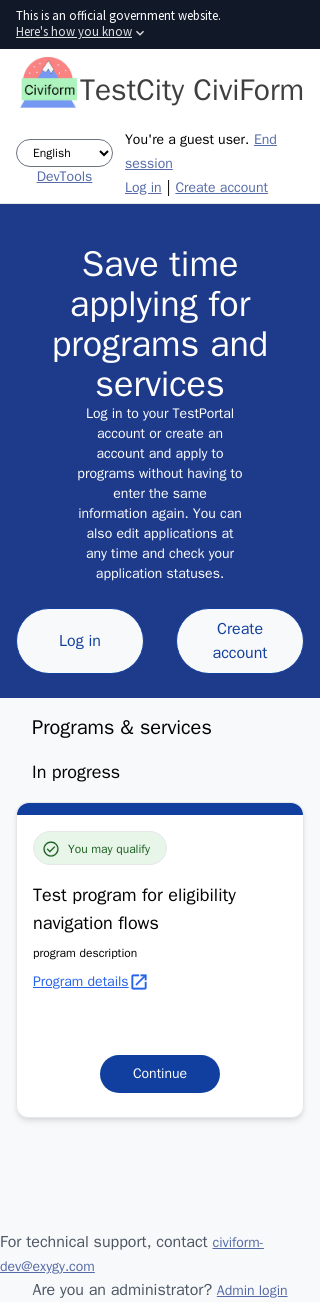 This is an official government website.
Here's how you know
Civiform
TestCity CiviForm
English
DevTools
You're a guest user. End
session
Log in | Create account
Save time
applying for
programs and
services
Log in to your TestPortal
account or create an
account and apply to
programs without having to
enter the same
information again. You can
also edit applications at
any time and check your
application statuses.
Log in
Create
account
Programs & services
In progress
You may qualify
Test program for eligibility
navigation flows
program description
Program details
Continue
For technical support, contact civiform-
dev@exygy.com
Are you an administrator? Admin login